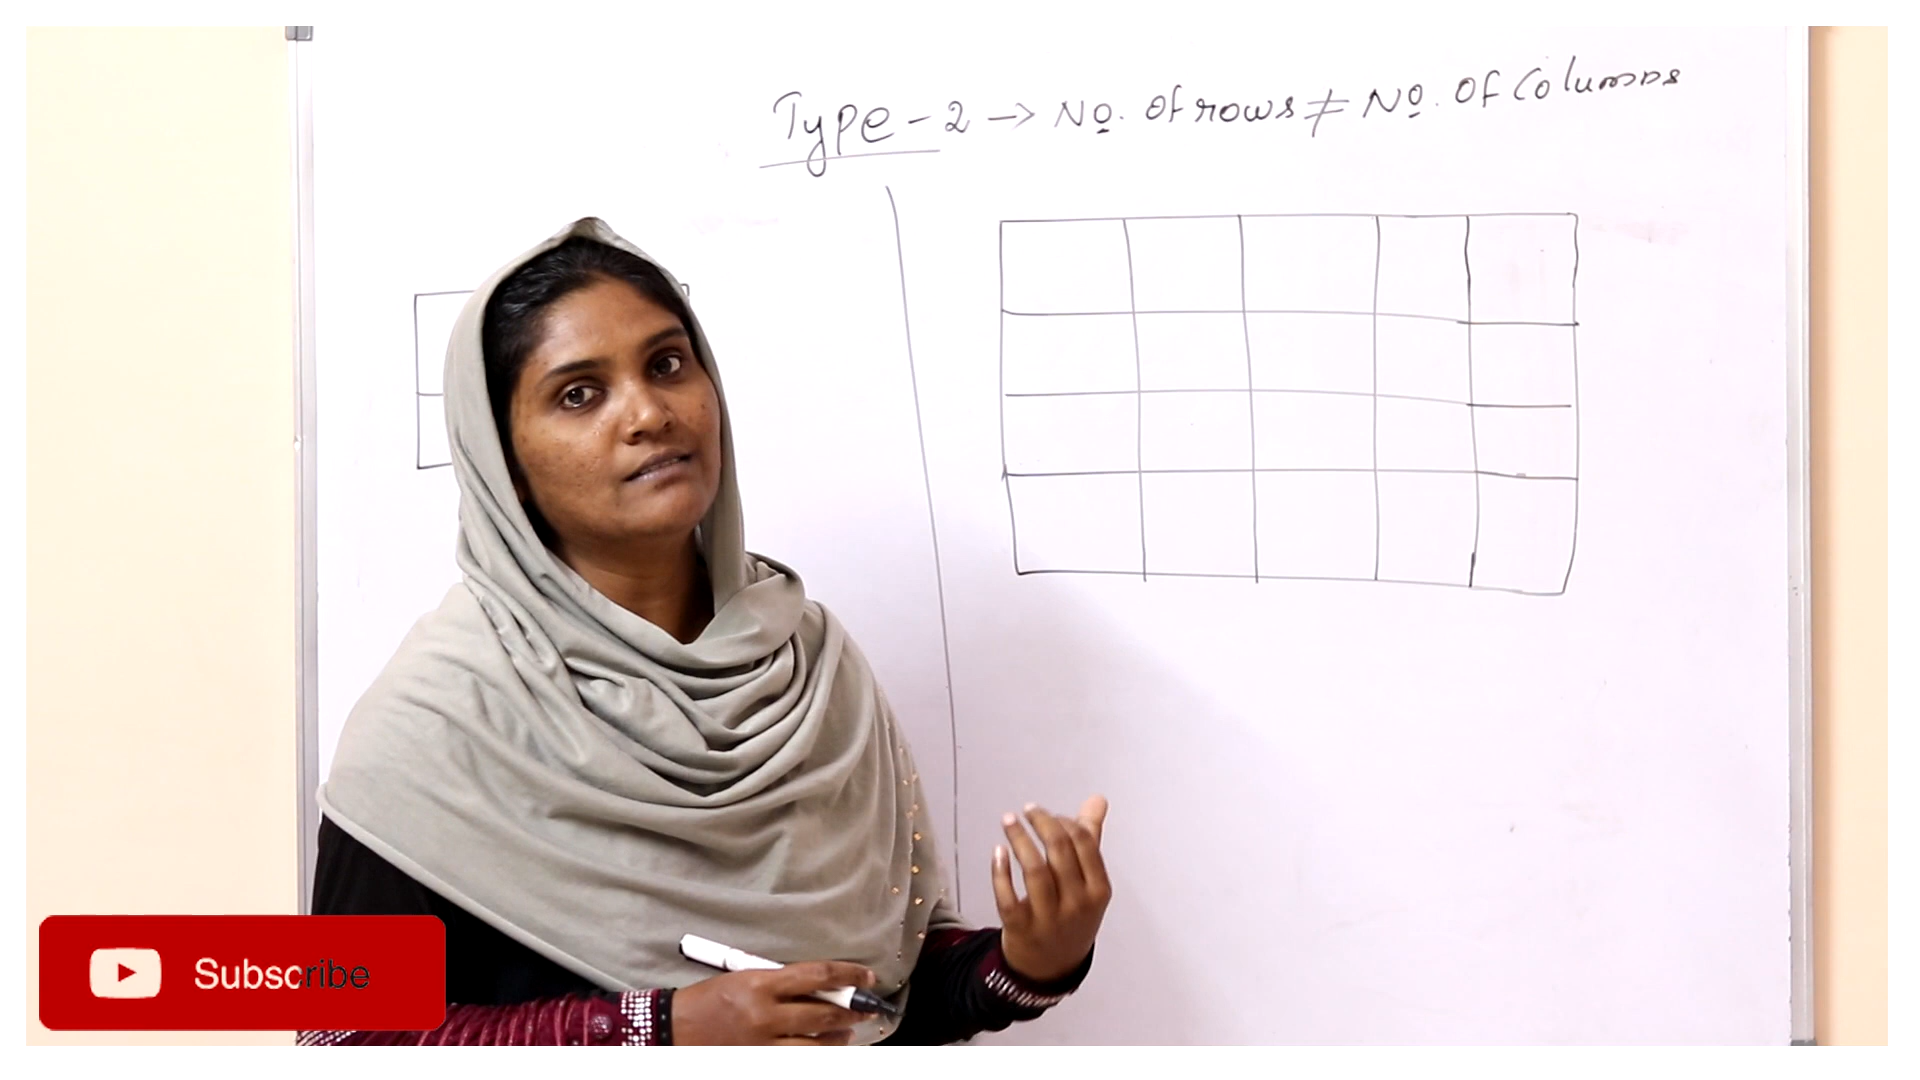 Type - 2 → No. Of rows ≠ No. Of Columns
Subscribe